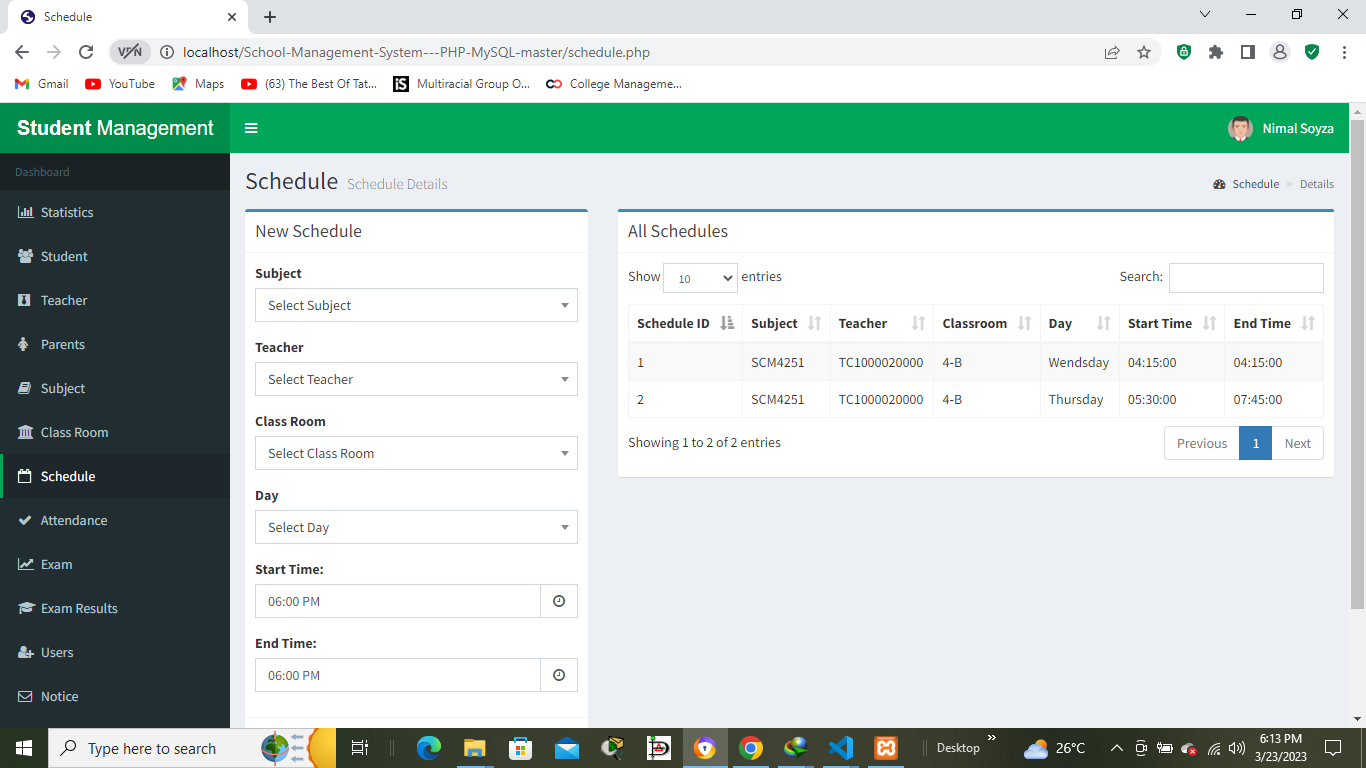 Schedule
VPN localhost/School-Management-System---PHP-MySQL-master/schedule.php
Gmail YouTube Maps (63) The Best Of Tat... iS Multiracial Group O... College Manageme...
Student Management
Nimal Soyza
Dashboard
Statistics
Student
Teacher
Parents
Subject
Class Room
Schedule
Attendance
Exam
Exam Results
Users
Notice
Schedule Schedule Details
Schedule > Details
New Schedule
Subject
Select Subject
Teacher
Select Teacher
Class Room
Select Class Room
Day
Select Day
Start Time:
06:00 PM
End Time:
06:00 PM
All Schedules
Show 10 entries Search:
Schedule ID Subject Teacher Classroom Day Start Time End Time
1 SCM4251 TC1000020000 4-B Wendsday 04:15:00 04:15:00
2 SCM4251 TC1000020000 4-B Thursday 05:30:00 07:45:00
Showing 1 to 2 of 2 entries Previous 1 Next
Type here to search
Desktop
26°C
6:13 PM
3/23/2023